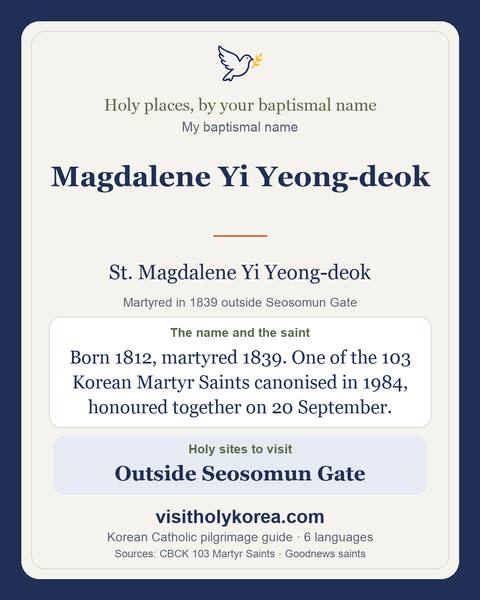 Holy places, by your baptismal name
My baptismal name
Magdalene Yi Yeong-deok
St. Magdalene Yi Yeong-deok
Martyred in 1839 outside Seosomun Gate
The name and the saint
Born 1812, martyred 1839. One of the 103
Korean Martyr Saints canonised in 1984,
honoured together on 20 September.
Holy sites to visit
Outside Seosomun Gate
visitholykorea.com
Korean Catholic pilgrimage guide · 6 languages
Sources: CBCK 103 Martyr Saints · Goodnews saints